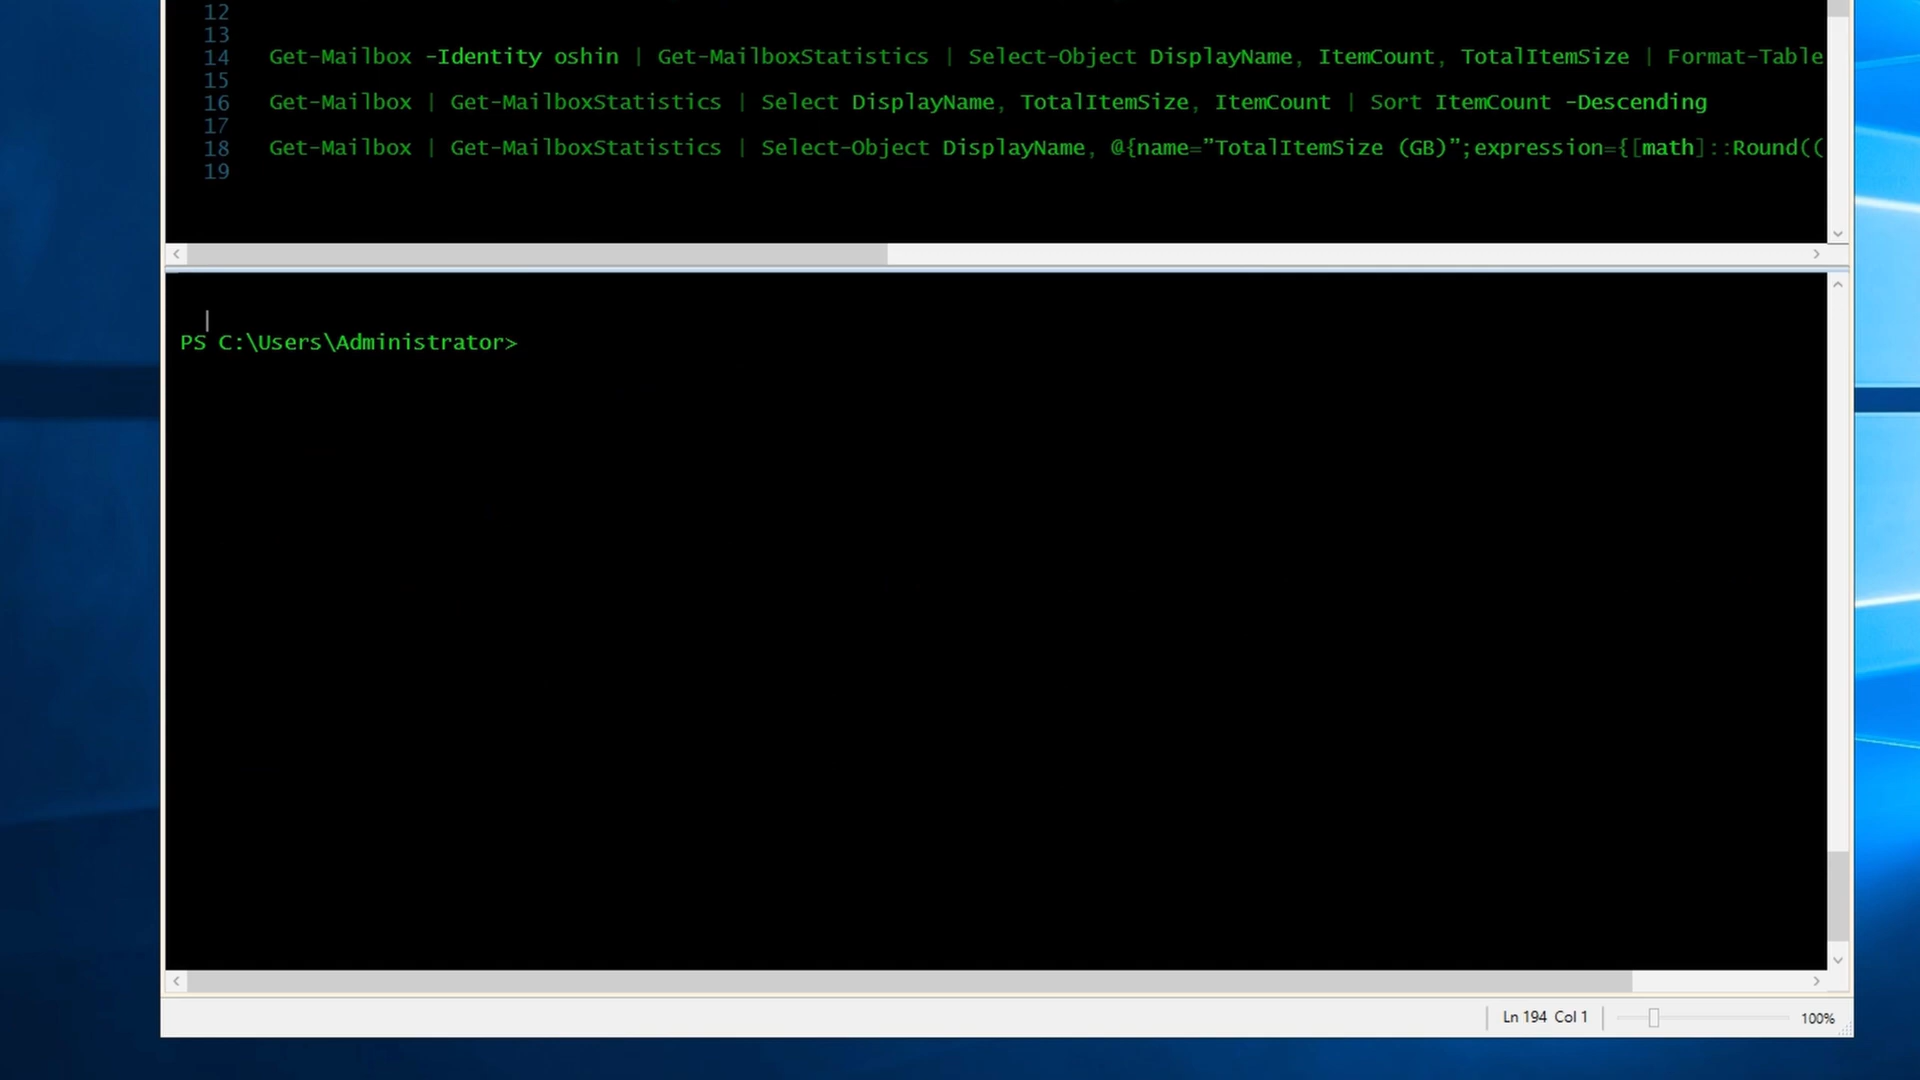 12
13
14 Get-Mailbox -Identity oshin | Get-MailboxStatistics | Select-Object DisplayName, ItemCount, TotalItemSize | Format-Table
15
16 Get-Mailbox | Get-MailboxStatistics | Select DisplayName, TotalItemSize, ItemCount | Sort ItemCount -Descending
17
18 Get-Mailbox | Get-MailboxStatistics | Select-Object DisplayName, @{name=”TotalItemSize (GB)”;expression={[math]::Round((
19
PS C:\Users\Administrator>
Ln 194 Col 1 100%